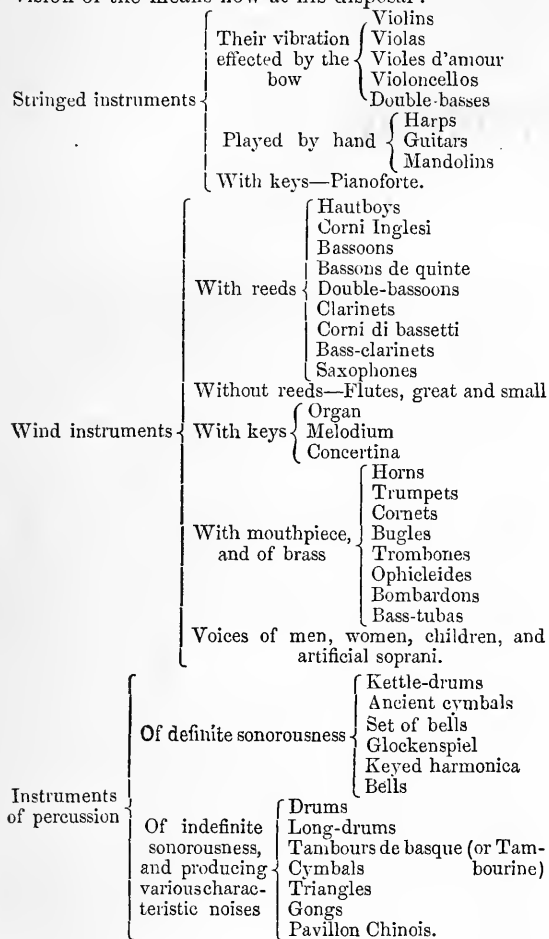 vision of the means now at his disposal:
Stringed instruments
Their vibration effected by the bow
Violins
Violas
Violes d'amour
Violoncellos
Double-basses
Played by hand
Harps
Guitars
Mandolins
With keys—Pianoforte.
Wind instruments
With reeds
Hautboys
Corni Inglesi
Bassoons
Bassons de quinte
Double-bassoons
Clarinets
Corni di bassetti
Bass-clarinets
Saxophones
Without reeds—Flutes, great and small
With keys
Organ
Melodium
Concertina
With mouthpiece,
and of brass
Horns
Trumpets
Cornets
Bugles
Trombones
Ophicleides
Bombardons
Bass-tubas
Voices of men, women, children, and
artificial soprani.
Instruments
of percussion
Of definite sonorousness
Kettle-drums
Ancient cymbals
Set of bells
Glockenspiel
Keyed harmonica
Bells
Of indefinite
sonorousness,
and producing
various charac-
teristic noises
Drums
Long-drums
Tambours de basque (or Tam-
Cymbals bourine)
Triangles
Gongs
Pavillon Chinois.